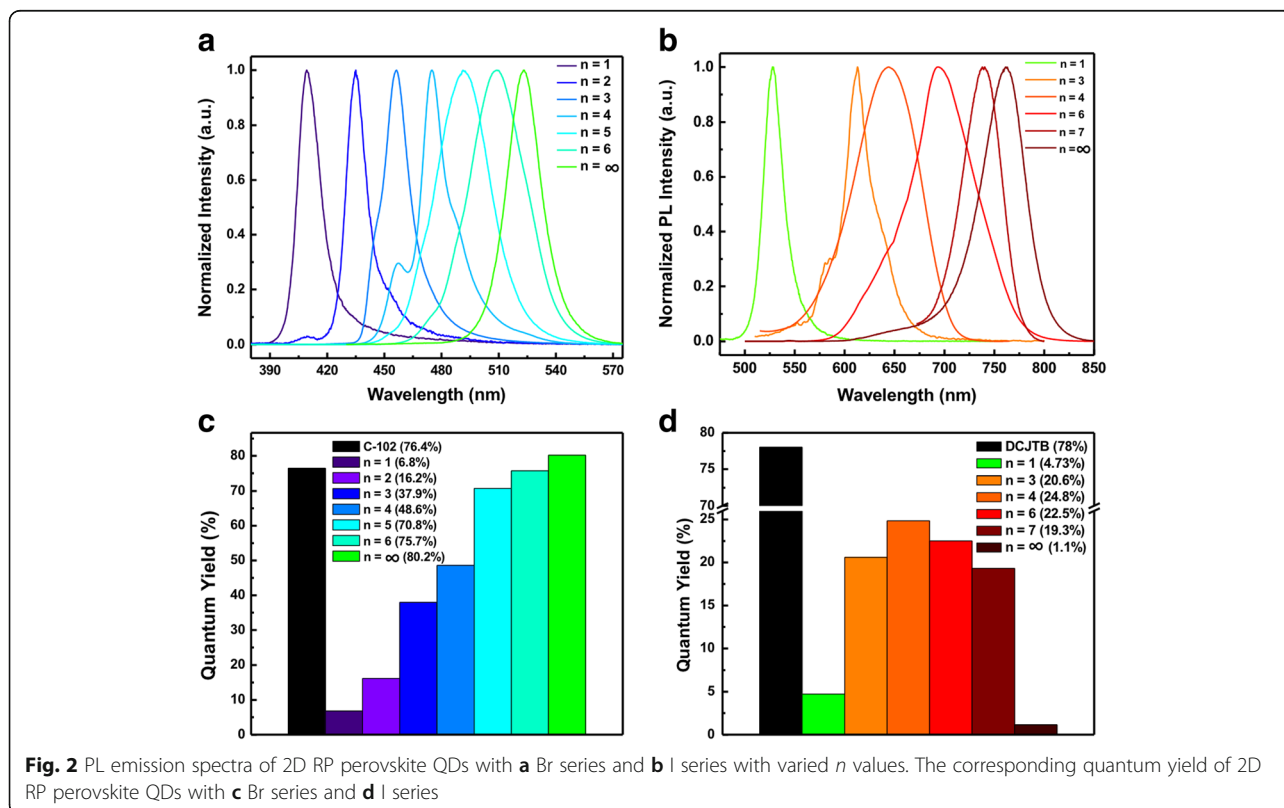 a
Normalized Intensity (a.u.)
1.0
0.8
0.6
0.4
0.2
0.0
n = 1
n = 2
n = 3
n = 4
n = 5
n = 6
n = ∞
390 420 450 480 510 540 570
Wavelength (nm)
b
Normalized PL Intensity (a.u.)
1.0
0.8
0.6
0.4
0.2
0.0
n = 1
n = 3
n = 4
n = 6
n = 7
n = ∞
500 550 600 650 700 750 800 850
Wavelength (nm)
c
Quantum Yield (%)
80
70
60
50
40
30
20
10
0
C-102 (76.4%)
n = 1 (6.8%)
n = 2 (16.2%)
n = 3 (37.9%)
n = 4 (48.6%)
n = 5 (70.8%)
n = 6 (75.7%)
n = ∞ (80.2%)
d
Quantum Yield (%)
80
75
70
25
20
15
10
5
0
DCJTB (78%)
n = 1 (4.73%)
n = 3 (20.6%)
n = 4 (24.8%)
n = 6 (22.5%)
n = 7 (19.3%)
n = ∞ (1.1%)
Fig. 2 PL emission spectra of 2D RP perovskite QDs with a Br series and b I series with varied n values. The corresponding quantum yield of 2D
RP perovskite QDs with c Br series and d I series